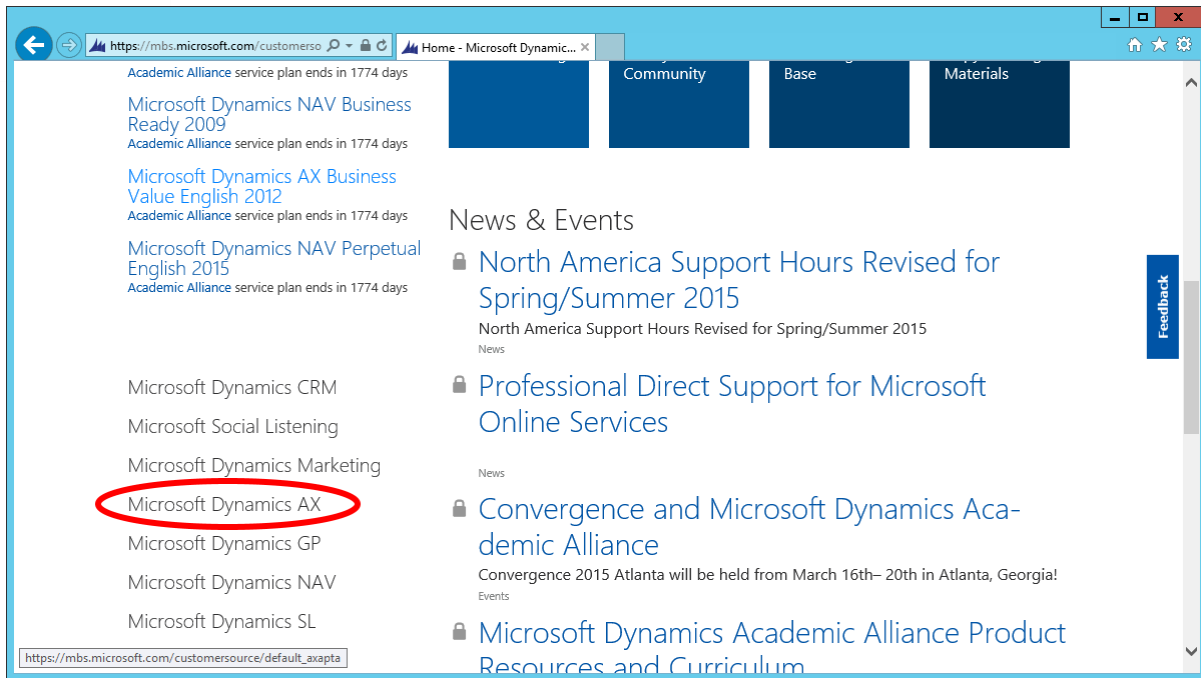 https://mbs.microsoft.com/customerso
Home - Microsoft Dynamic...
Academic Alliance service plan ends in 1774 days
Microsoft Dynamics NAV Business
Ready 2009
Academic Alliance service plan ends in 1774 days
Microsoft Dynamics AX Business
Value English 2012
Academic Alliance service plan ends in 1774 days
Microsoft Dynamics NAV Perpetual
English 2015
Academic Alliance service plan ends in 1774 days
Microsoft Dynamics CRM
Microsoft Social Listening
Microsoft Dynamics Marketing
Microsoft Dynamics AX
Microsoft Dynamics GP
Microsoft Dynamics NAV
Microsoft Dynamics SL
https://mbs.microsoft.com/customersource/default_axapta
Community
Base
Materials
News & Events
North America Support Hours Revised for
Spring/Summer 2015
North America Support Hours Revised for Spring/Summer 2015
News
Professional Direct Support for Microsoft
Online Services
News
Convergence and Microsoft Dynamics Aca-
demic Alliance
Convergence 2015 Atlanta will be held from March 16th– 20th in Atlanta, Georgia!
Events
Microsoft Dynamics Academic Alliance Product
Resources and Curriculum
Feedback